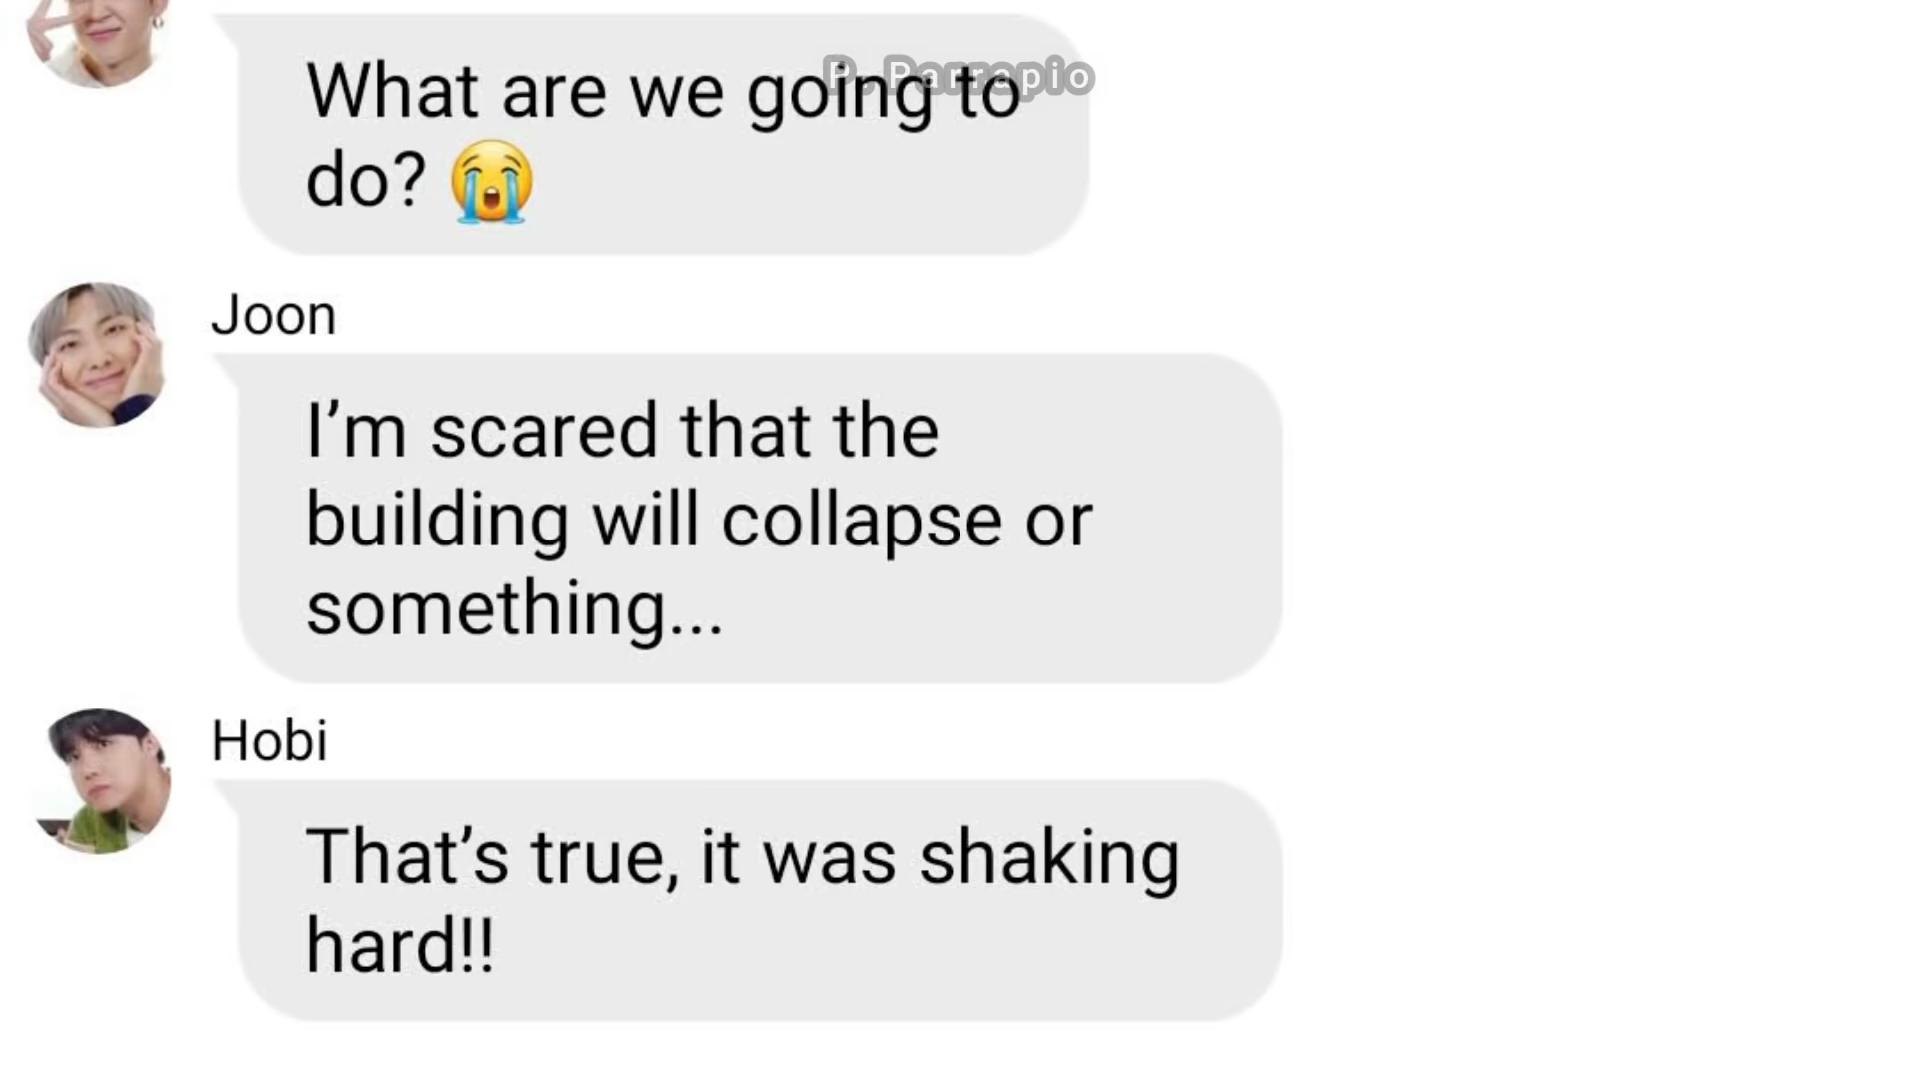 P. Parrapio
What are we going to
do? 😭
Joon
I’m scared that the
building will collapse or
something...
Hobi
That’s true, it was shaking
hard!!